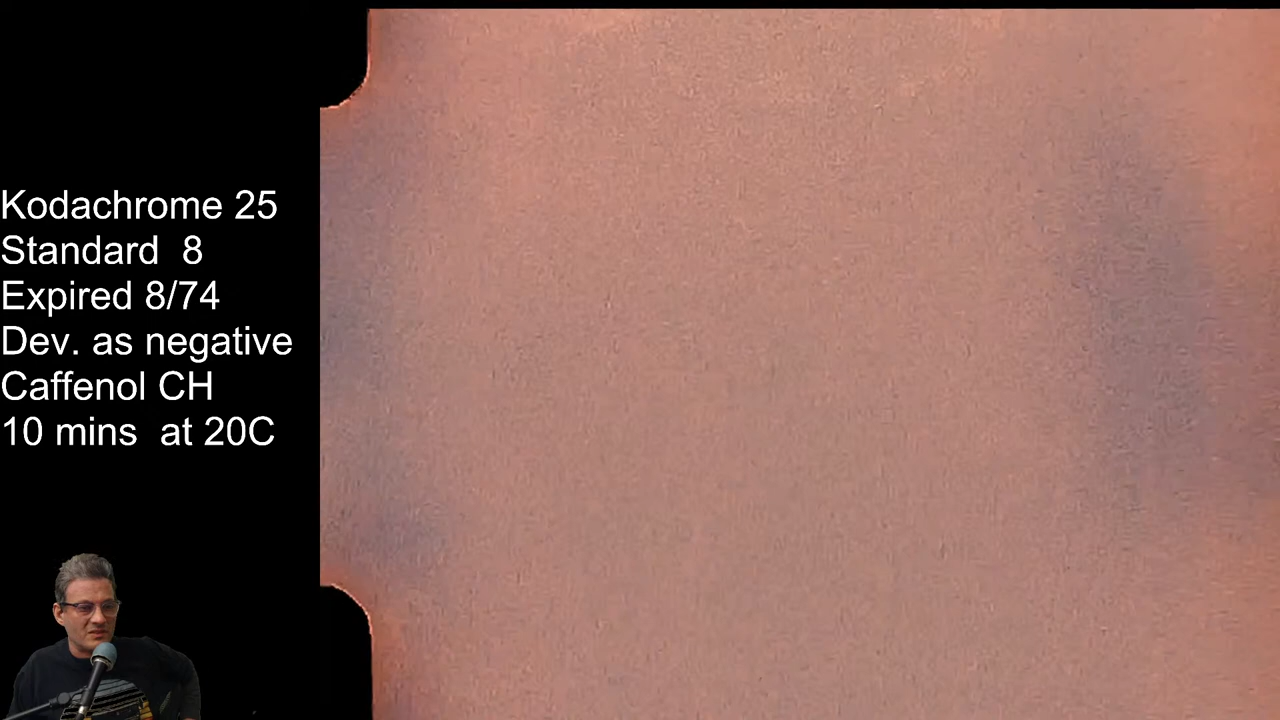 Kodachrome 25
Standard 8
Expired 8/74
Dev. as negative
Caffenol CH
10 mins at 20C